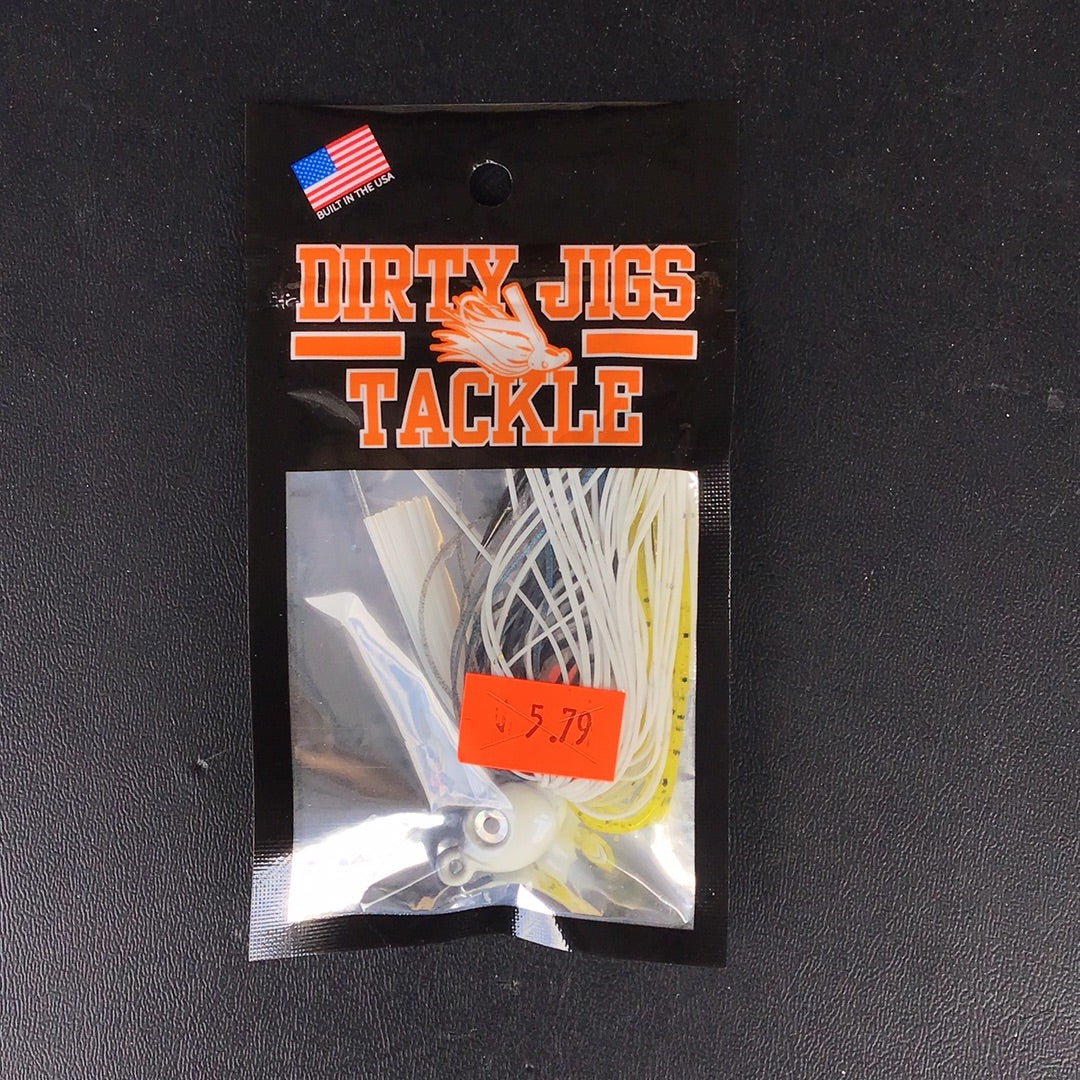 BUILT IN THE USA
DIRTY JIGS
TACKLE
5.79